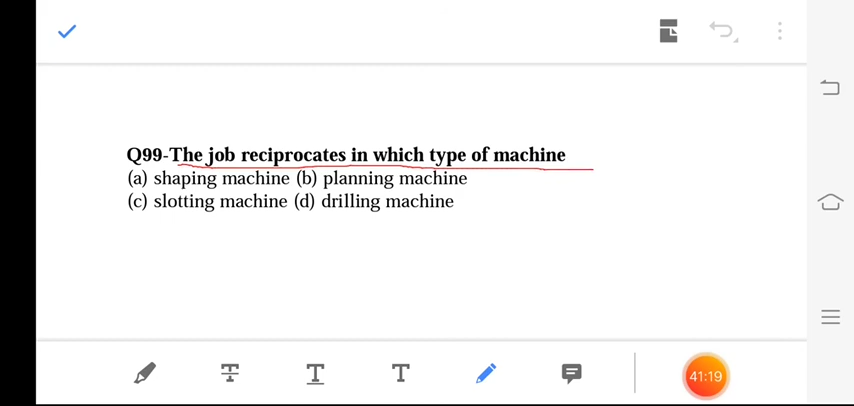 Q99-The job reciprocates in which type of machine
(a) shaping machine (b) planning machine
(c) slotting machine (d) drilling machine
T T T
41:19